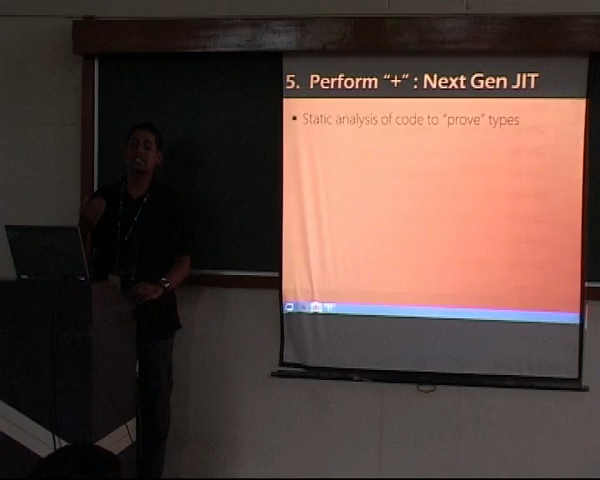 5. Perform "+" : Next Gen JIT
▪ Static analysis of code to "prove" types